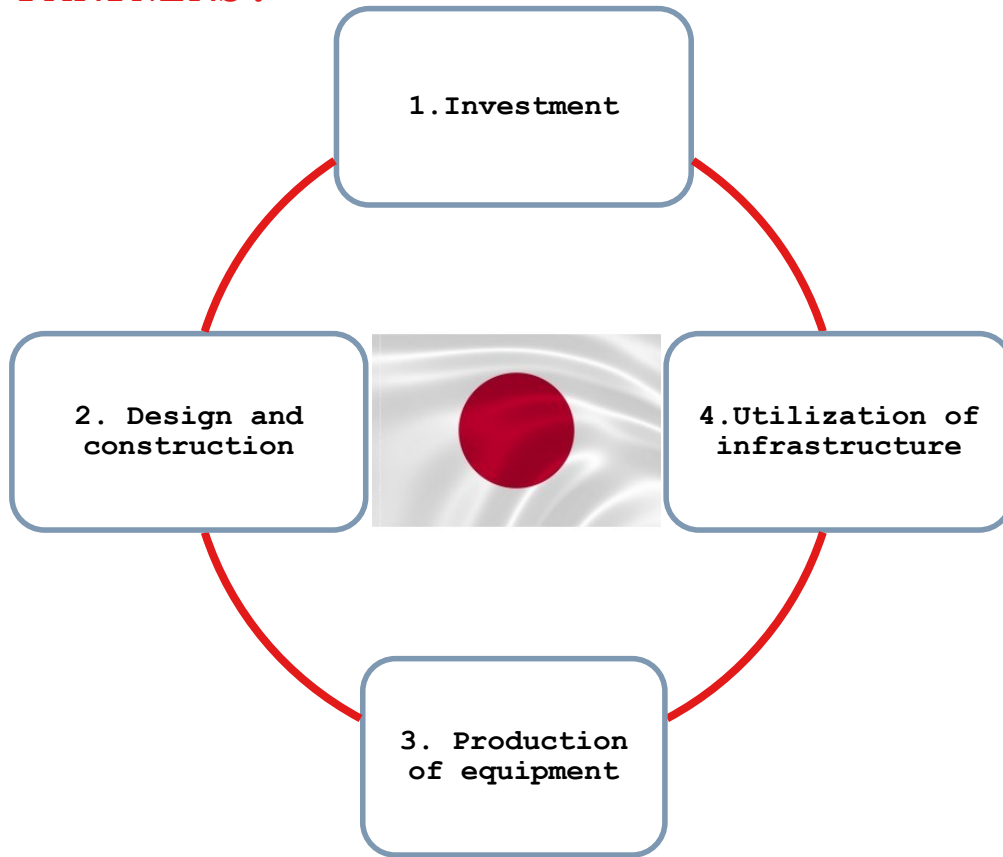 1.Investment
2. Design and
construction
4.Utilization of
infrastructure
3. Production
of equipment